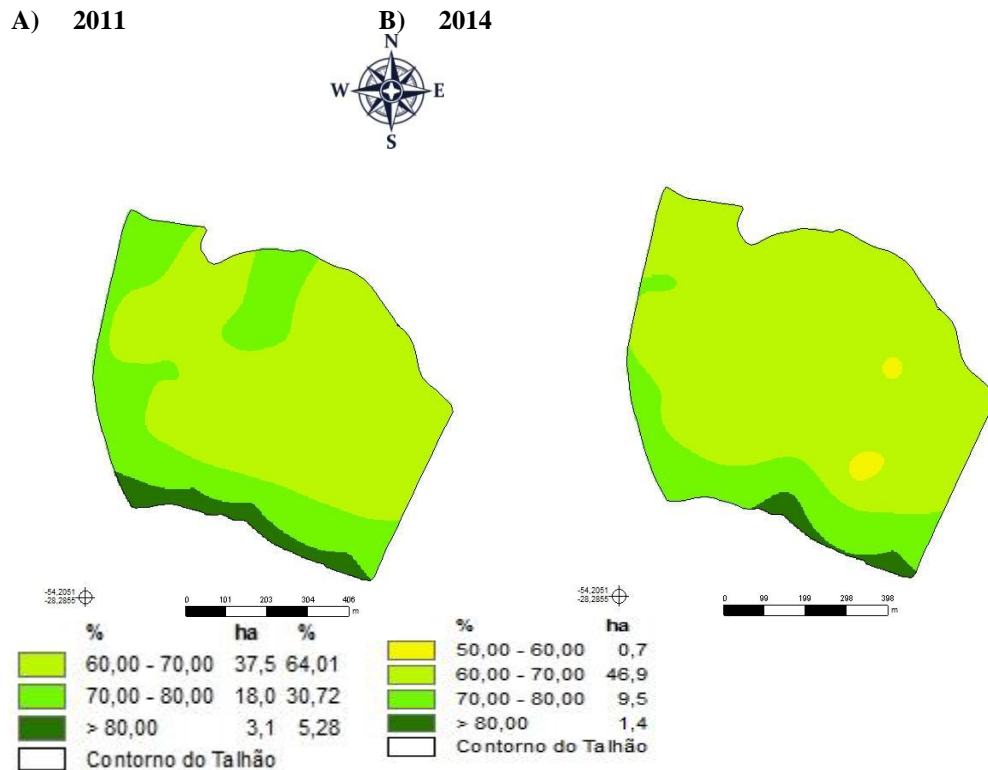 A) 2011
B) 2014
N
W E
S
-54,2051
-28,2855
0 101 203 304 406
m
% ha %
60,00 - 70,00 37,5 64,01
70,00 - 80,00 18,0 30,72
> 80,00 3,1 5,28
Contorno do Talhão
-54,2051
-28,2855
0 99 199 298 398
m
% ha
50,00 - 60,00 0,7
60,00 - 70,00 46,9
70,00 - 80,00 9,5
> 80,00 1,4
Contorno do Talhão